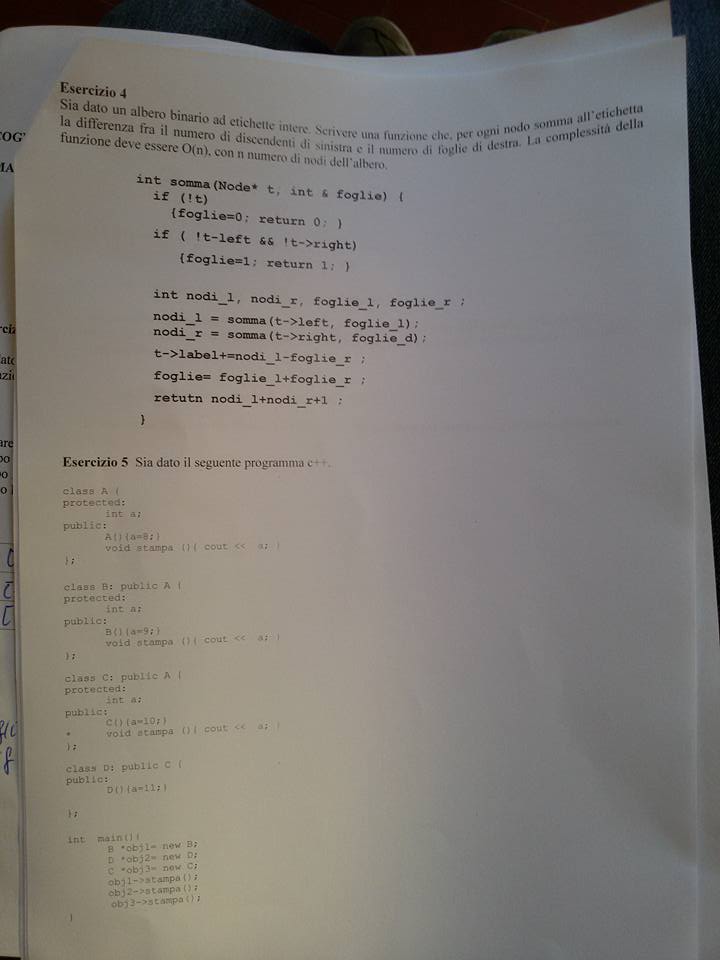 Esercizio 4
Sia dato un albero binario ad etichette intere. Scrivere una funzione che, per ogni nodo somma all'etichetta
la differenza fra il numero di discendenti di sinistra e il numero di foglie di destra. La complessità della
funzione deve essere O(n), con n numero di nodi dell'albero.
int somma(Node* t, int & foglie) {
if (!t)
{foglie=0; return 0; }
if ( !t-left && !t->right)
{foglie=1; return 1; }
int nodi_l, nodi_r, foglie_l, foglie_r ;
nodi_l = somma(t->left, foglie_l);
nodi_r = somma(t->right, foglie_d);
t->label+=nodi_l-foglie_r ;
foglie= foglie_l+foglie_r ;
retutn nodi_l+nodi_r+1 ;
}
Esercizio 5 Sia dato il seguente programma c++.
class A {
protected:
int a;
public:
A(){a=8;}
void stampa (){ cout << a; }
};
class B: public A {
protected:
int a;
public:
B(){a=9;}
void stampa (){ cout << a; }
};
class C: public A {
protected:
int a;
public:
C(){a=10;}
void stampa (){ cout << a; }
};
class D: public C {
public:
D(){a=11;}
};
int main(){
B *obj1= new B;
D *obj2= new D;
C *obj3= new C;
obj1->stampa();
obj2->stampa();
obj3->stampa();
}